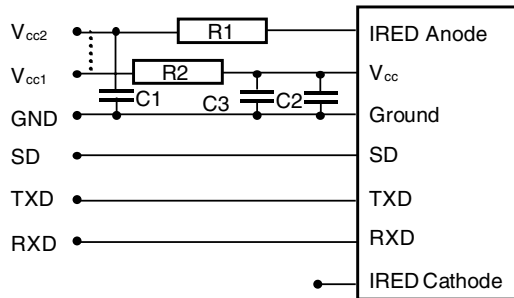 Vcc2 R1 IRED Anode
Vcc1 R2 Vcc
C1 C3 C2
GND Ground
SD SD
TXD TXD
RXD RXD
IRED Cathode